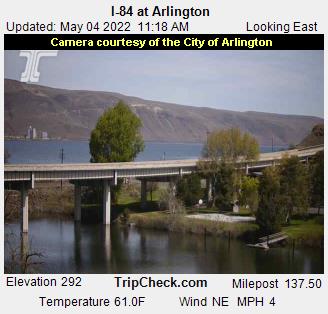 I-84 at Arlington
Updated: May 04 2022 11:18 AM Looking East
Camera courtesy of the City of Arlington
Elevation 292 TripCheck.com Milepost 137.50
Temperature 61.0F Wind NE MPH 4